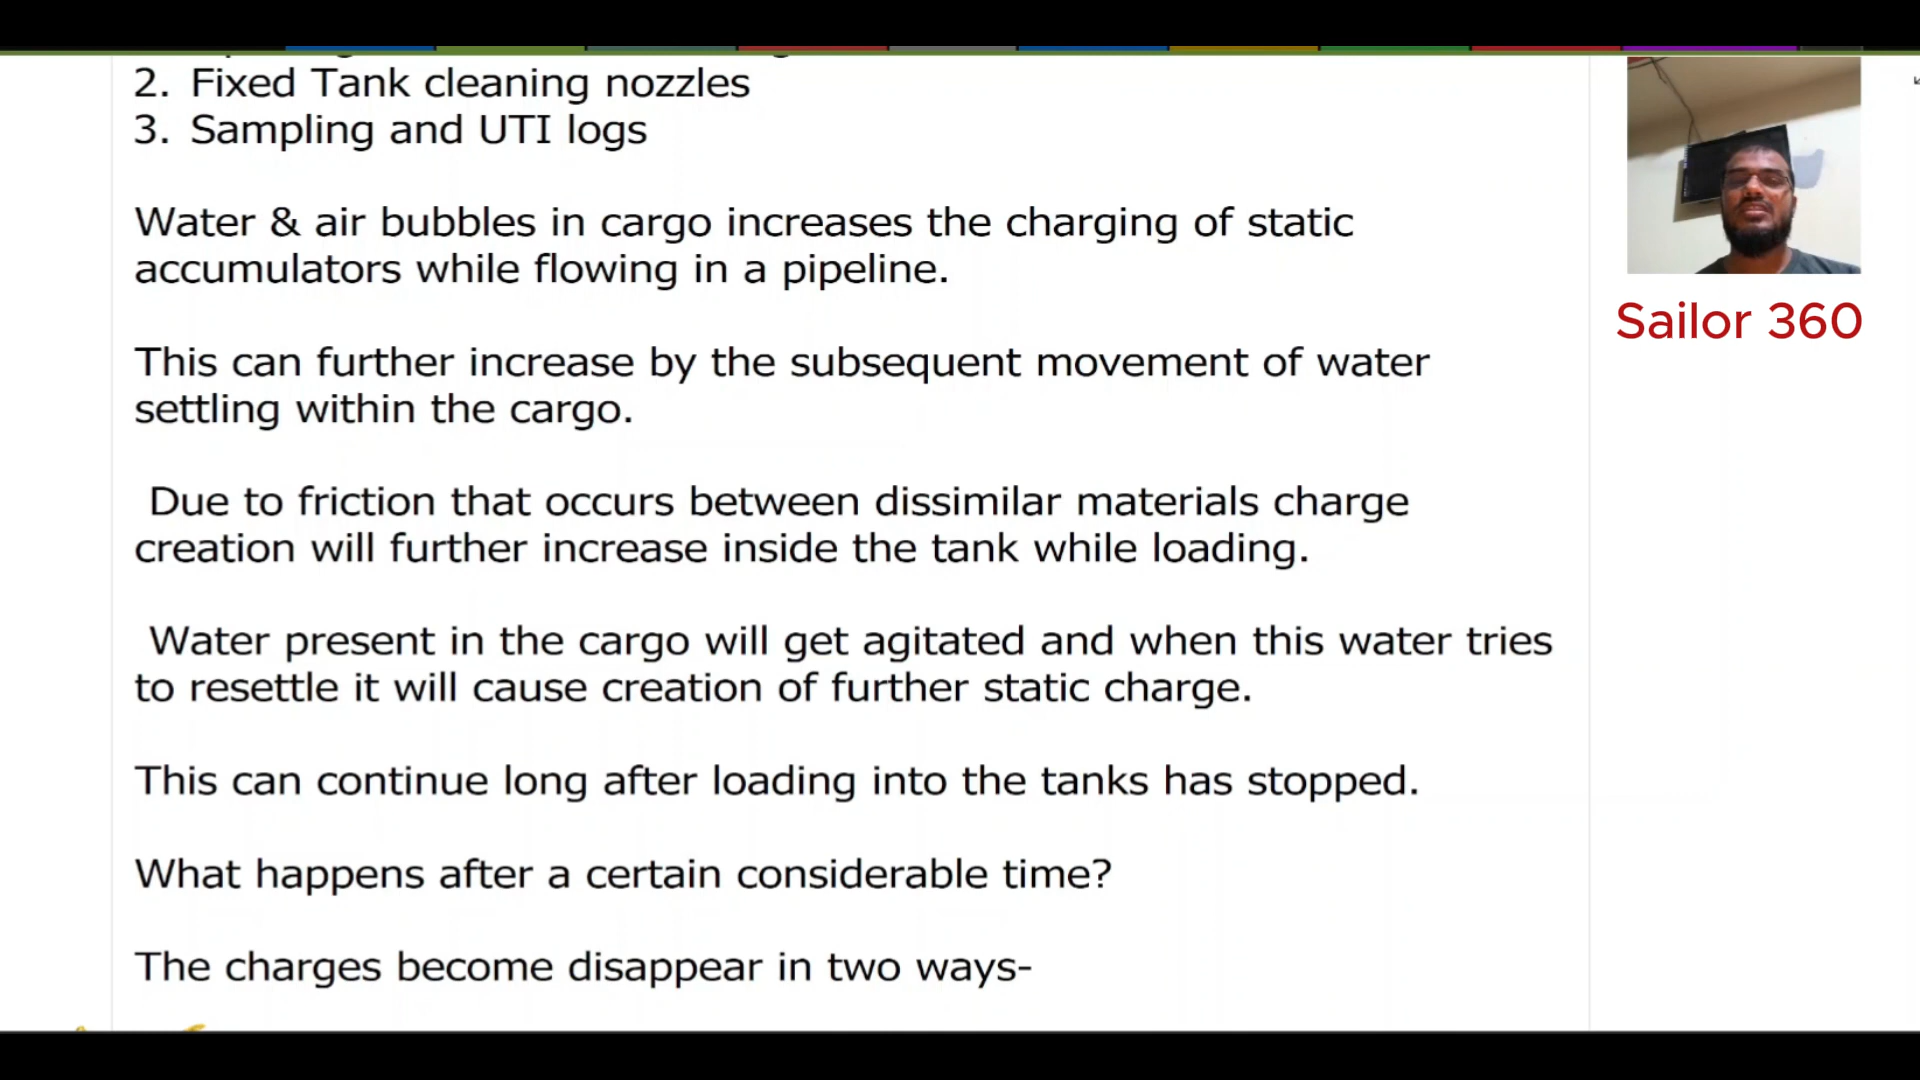 2. Fixed Tank cleaning nozzles
3. Sampling and UTI logs
Water & air bubbles in cargo increases the charging of static
accumulators while flowing in a pipeline.
This can further increase by the subsequent movement of water
settling within the cargo.
Due to friction that occurs between dissimilar materials charge
creation will further increase inside the tank while loading.
Water present in the cargo will get agitated and when this water tries
to resettle it will cause creation of further static charge.
This can continue long after loading into the tanks has stopped.
What happens after a certain considerable time?
The charges become disappear in two ways-
Sailor 360